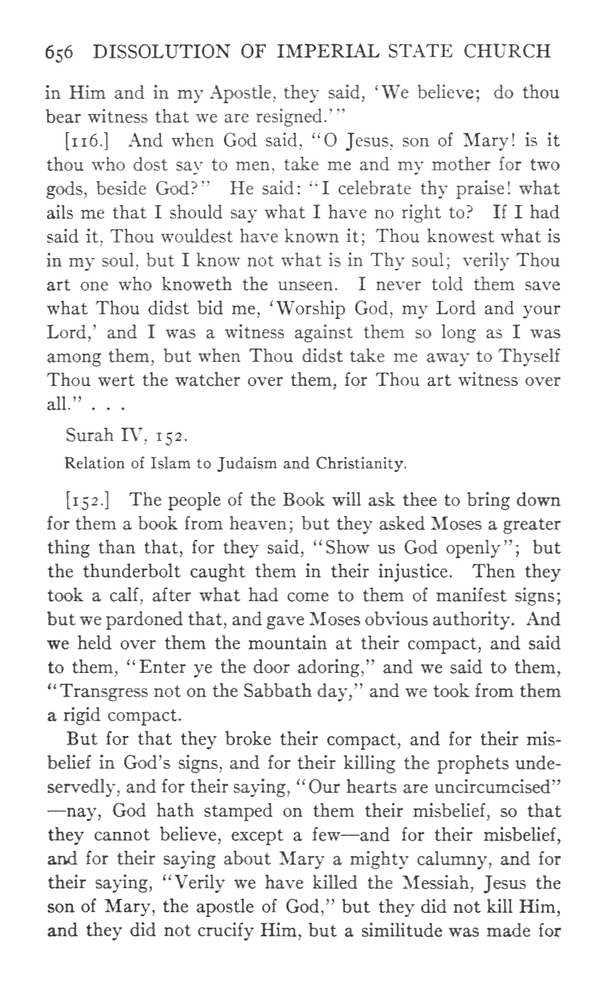 656 DISSOLUTION OF IMPERIAL STATE CHURCH
in Him and in my Apostle, they said, ‘We believe; do thou
bear witness that we are resigned.’”
[116.] And when God said, “O Jesus, son of Mary! is it
thou who dost say to men, take me and my mother for two
gods, beside God?” He said: “I celebrate thy praise! what
ails me that I should say what I have no right to? If I had
said it, Thou wouldest have known it; Thou knowest what is
in my soul, but I know not what is in Thy soul; verily Thou
art one who knoweth the unseen. I never told them save
what Thou didst bid me, ‘Worship God, my Lord and your
Lord,’ and I was a witness against them so long as I was
among them, but when Thou didst take me away to Thyself
Thou wert the watcher over them, for Thou art witness over
all.” . . .
Surah IV, 152.
Relation of Islam to Judaism and Christianity.
[152.] The people of the Book will ask thee to bring down
for them a book from heaven; but they asked Moses a greater
thing than that, for they said, “Show us God openly”; but
the thunderbolt caught them in their injustice. Then they
took a calf, after what had come to them of manifest signs;
but we pardoned that, and gave Moses obvious authority. And
we held over them the mountain at their compact, and said
to them, “Enter ye the door adoring,” and we said to them,
“Transgress not on the Sabbath day,” and we took from them
a rigid compact.
But for that they broke their compact, and for their mis-
belief in God’s signs, and for their killing the prophets unde-
servedly, and for their saying, “Our hearts are uncircumcised”
—nay, God hath stamped on them their misbelief, so that
they cannot believe, except a few—and for their misbelief,
and for their saying about Mary a mighty calumny, and for
their saying, “Verily we have killed the Messiah, Jesus the
son of Mary, the apostle of God,” but they did not kill Him,
and they did not crucify Him, but a similitude was made for